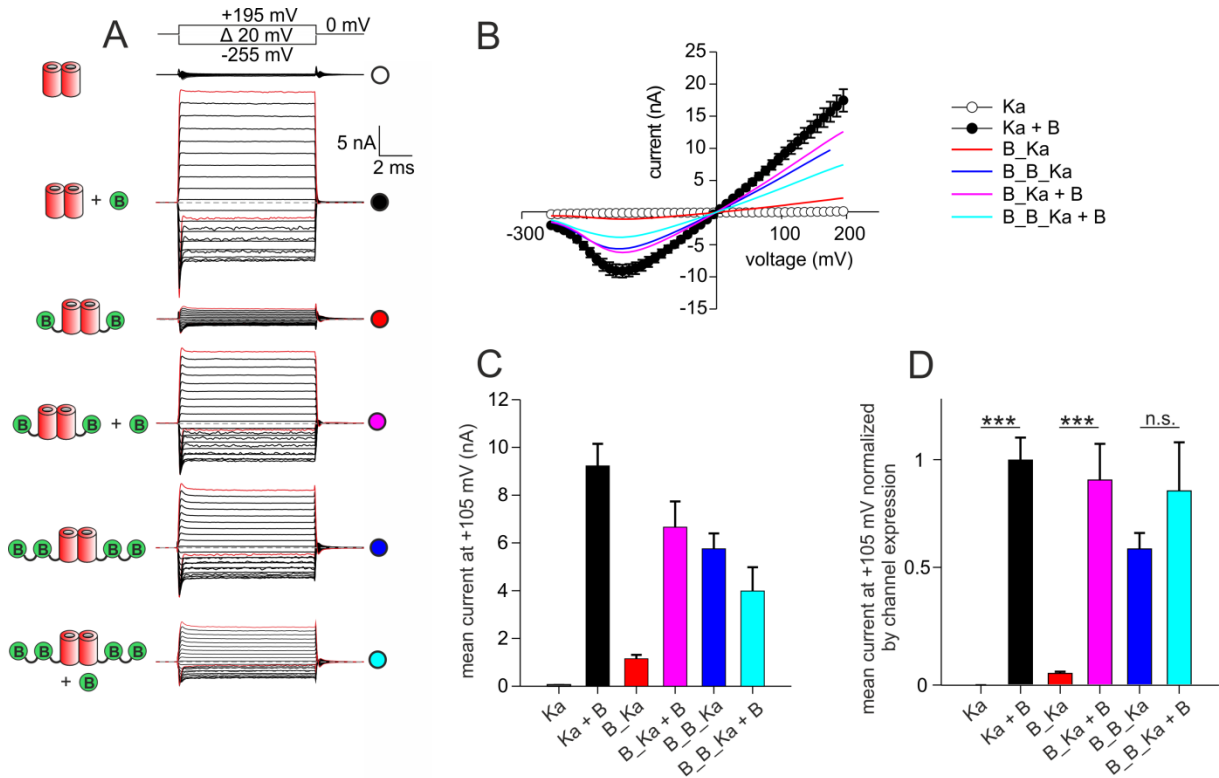 A
+195 mV
Δ 20 mV
-255 mV
0 mV
5 nA
2 ms
+ B
B B
B B + B
B B B B
B B B B
+ B
B
current (nA)
25
20
15
10
5
-300
100
200
-5
-10
-15
voltage (mV)
Ka
Ka + B
B_Ka
B_B_Ka
B_Ka + B
B_B_Ka + B
C
mean current at +105 mV (nA)
12
10
8
6
4
2
0
Ka
Ka + B
B_Ka
B_Ka + B
B_B_Ka
B_B_Ka + B
D
mean current at +105 mV normalized
by channel expression
1
0.5
0
***
***
n.s.
Ka
Ka + B
B_Ka
B_Ka + B
B_B_Ka
B_B_Ka + B